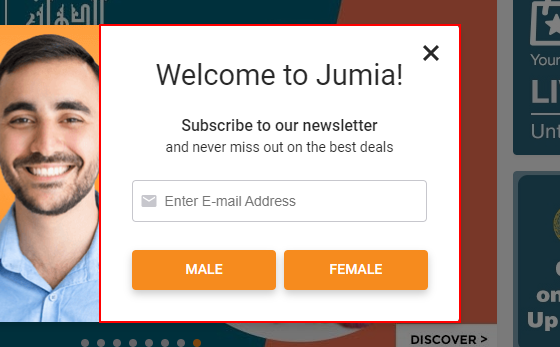 Welcome to Jumia!
Subscribe to our newsletter
and never miss out on the best deals
Enter E-mail Address
MALE
FEMALE
DISCOVER >
Your
Unt
on
Up